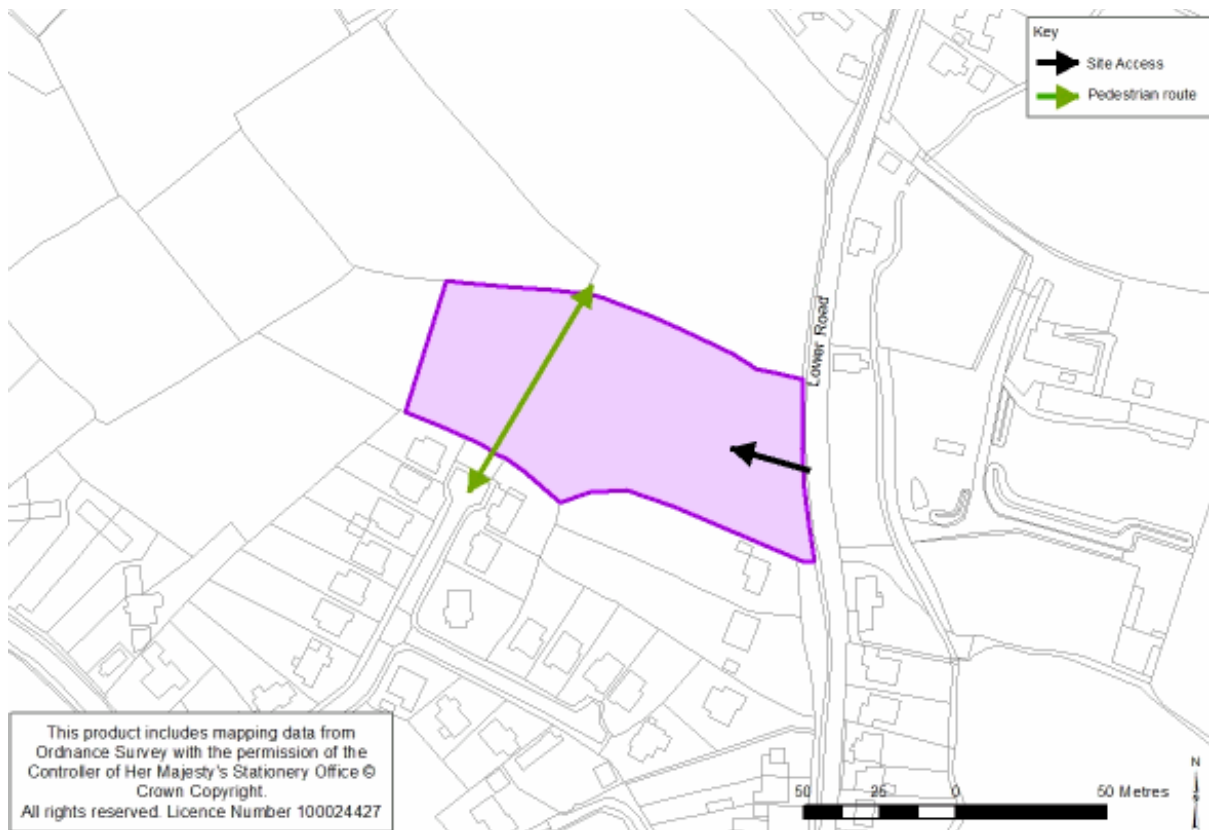 Key
Site Access
Pedestrian route
Lower Road
This product includes mapping data from
Ordnance Survey with the permission of the
Controller of Her Majesty's Stationery Office ©
Crown Copyright.
All rights reserved. Licence Number 100024427
50 25 0 50 Metres
N